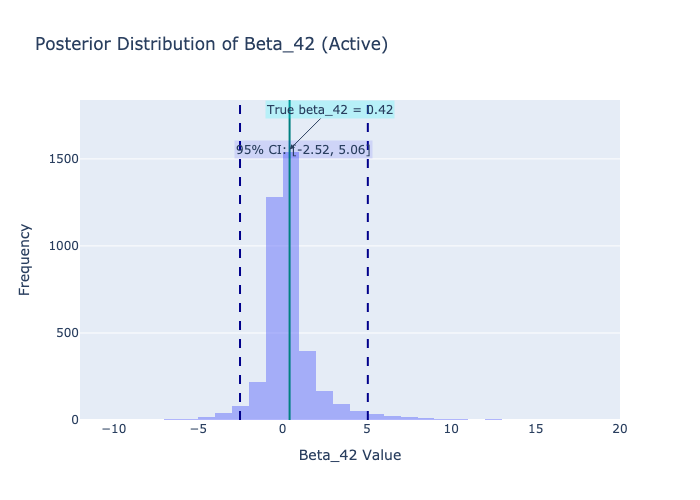 Posterior Distribution of Beta_42 (Active)
True beta_42 = 0.42
95% CI: [-2.52, 5.06]
1500
1000
500
0
Frequency
−10
−5
0
5
10
15
20
Beta_42 Value